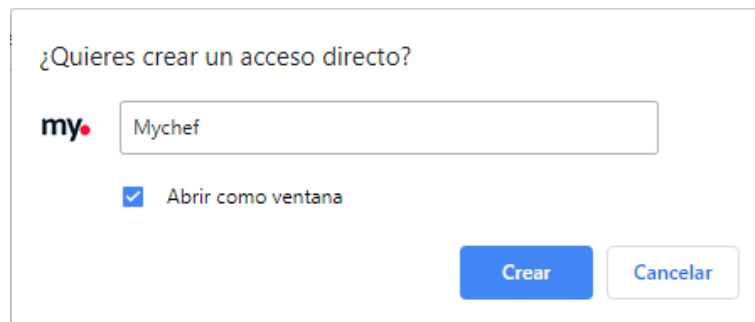 ¿Quieres crear un acceso directo?
my.
Mychef
Abrir como ventana
Crear
Cancelar